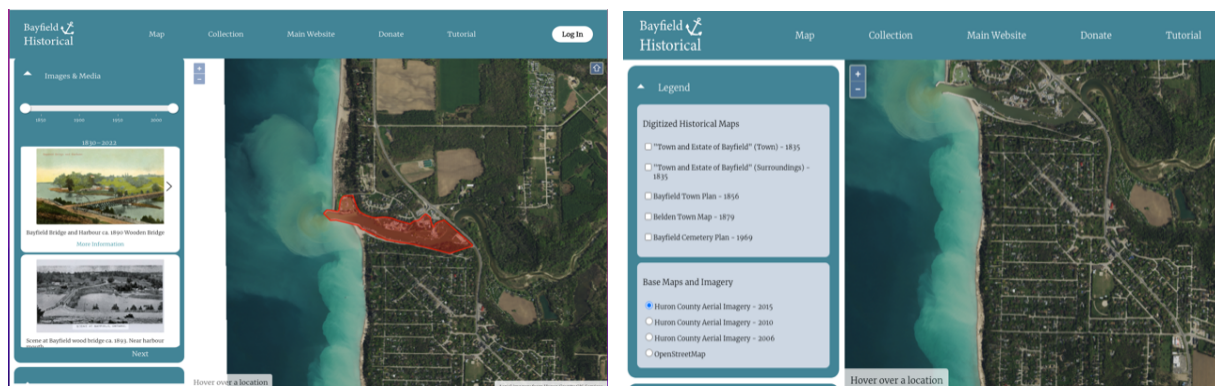 Bayfield
Historical
Map
Collection
Main Website
Donate
Tutorial
Log In
Images & Media
1850
1900
1950
2000
1830-2022
Bayfield Bridge and Harbour ca. 1890 Wooden Bridge
More Information
Scene at Bayfield wood bridge ca. 1893. Near harbour
mouth
Next
Hover over a location
Bayfield
Historical
Map
Collection
Main Website
Donate
Tutorial
Legend
Digitized Historical Maps
"Town and Estate of Bayfield" (Town) - 1835
"Town and Estate of Bayfield" (Surroundings) -
1835
Bayfield Town Plan - 1856
Belden Town Map - 1879
Bayfield Cemetery Plan - 1969
Base Maps and Imagery
Huron County Aerial Imagery - 2015
Huron County Aerial Imagery - 2010
Huron County Aerial Imagery - 2006
OpenStreetMap
Hover over a location